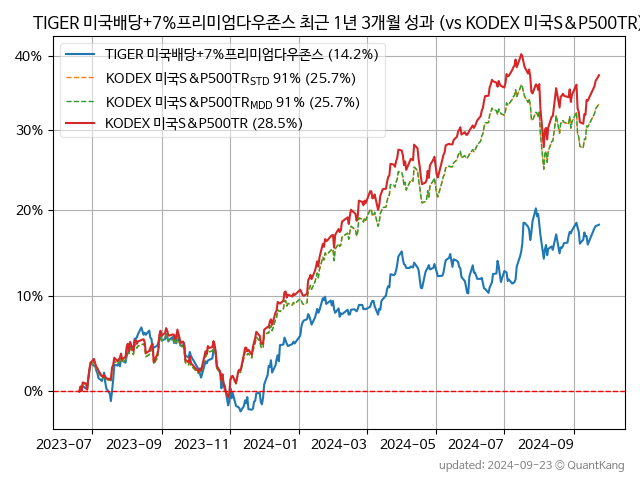 TIGER 미국배당+7%프리미엄다우존스 최근 1년 3개월 성과 (vs KODEX 미국S&P500TR)
TIGER 미국배당+7%프리미엄다우존스 (14.2%)
KODEX 미국S&P500TR_STD 91% (25.7%)
KODEX 미국S&P500TR_MDD 91% (25.7%)
KODEX 미국S&P500TR (28.5%)
40%
30%
20%
10%
0%
2023-07 2023-09 2023-11 2024-01 2024-03 2024-05 2024-07 2024-09
updated: 2024-09-23 ⓒ QuantKang